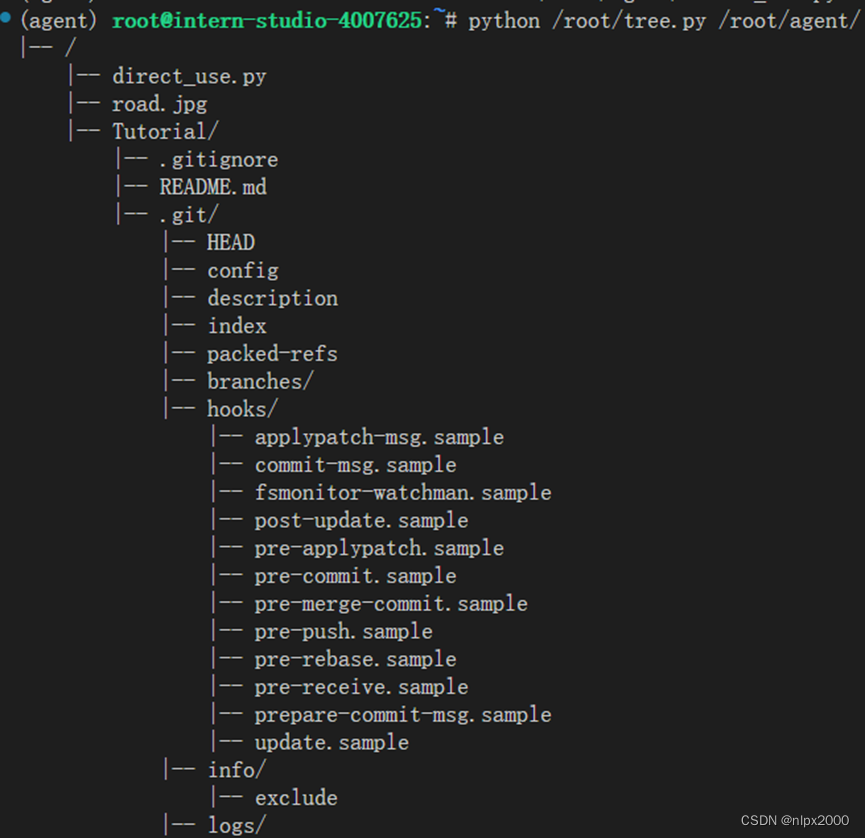 (agent) root@intern-studio-4007625:~# python /root/tree.py /root/agent/
|-- /
|-- direct_use.py
|-- road.jpg
|-- Tutorial/
|-- .gitignore
|-- README.md
|-- .git/
|-- HEAD
|-- config
|-- description
|-- index
|-- packed-refs
|-- branches/
|-- hooks/
|-- applypatch-msg.sample
|-- commit-msg.sample
|-- fsmonitor-watchman.sample
|-- post-update.sample
|-- pre-applypatch.sample
|-- pre-commit.sample
|-- pre-merge-commit.sample
|-- pre-push.sample
|-- pre-rebase.sample
|-- pre-receive.sample
|-- prepare-commit-msg.sample
|-- update.sample
|-- info/
|-- exclude
|-- logs/
CSDN @nlpx2000